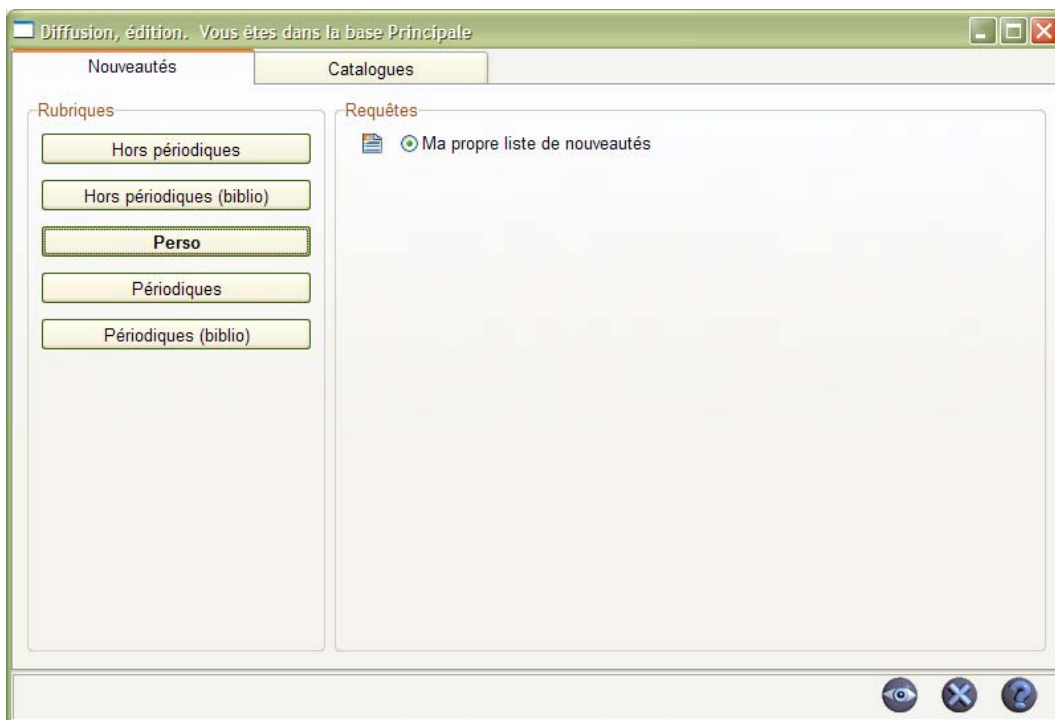 Diffusion, édition.  Vous êtes dans la base Principale
Nouveautés
Catalogues
Rubriques
Hors périodiques
Hors périodiques (biblio)
Perso
Périodiques
Périodiques (biblio)
Requêtes
Ma propre liste de nouveautés
?